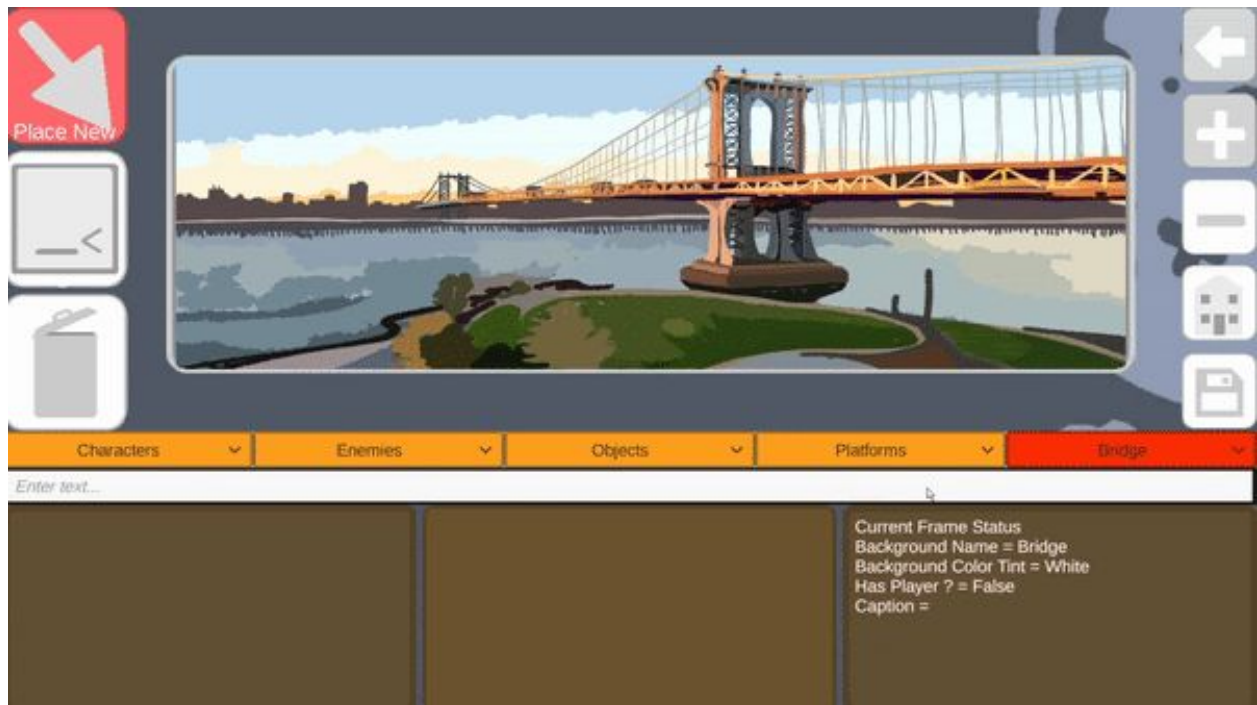 Place New
_<
Characters
Enemies
Objects
Platforms
Bridge
Enter text...
Current Frame Status
Background Name = Bridge
Background Color Tint = White
Has Player ? = False
Caption =